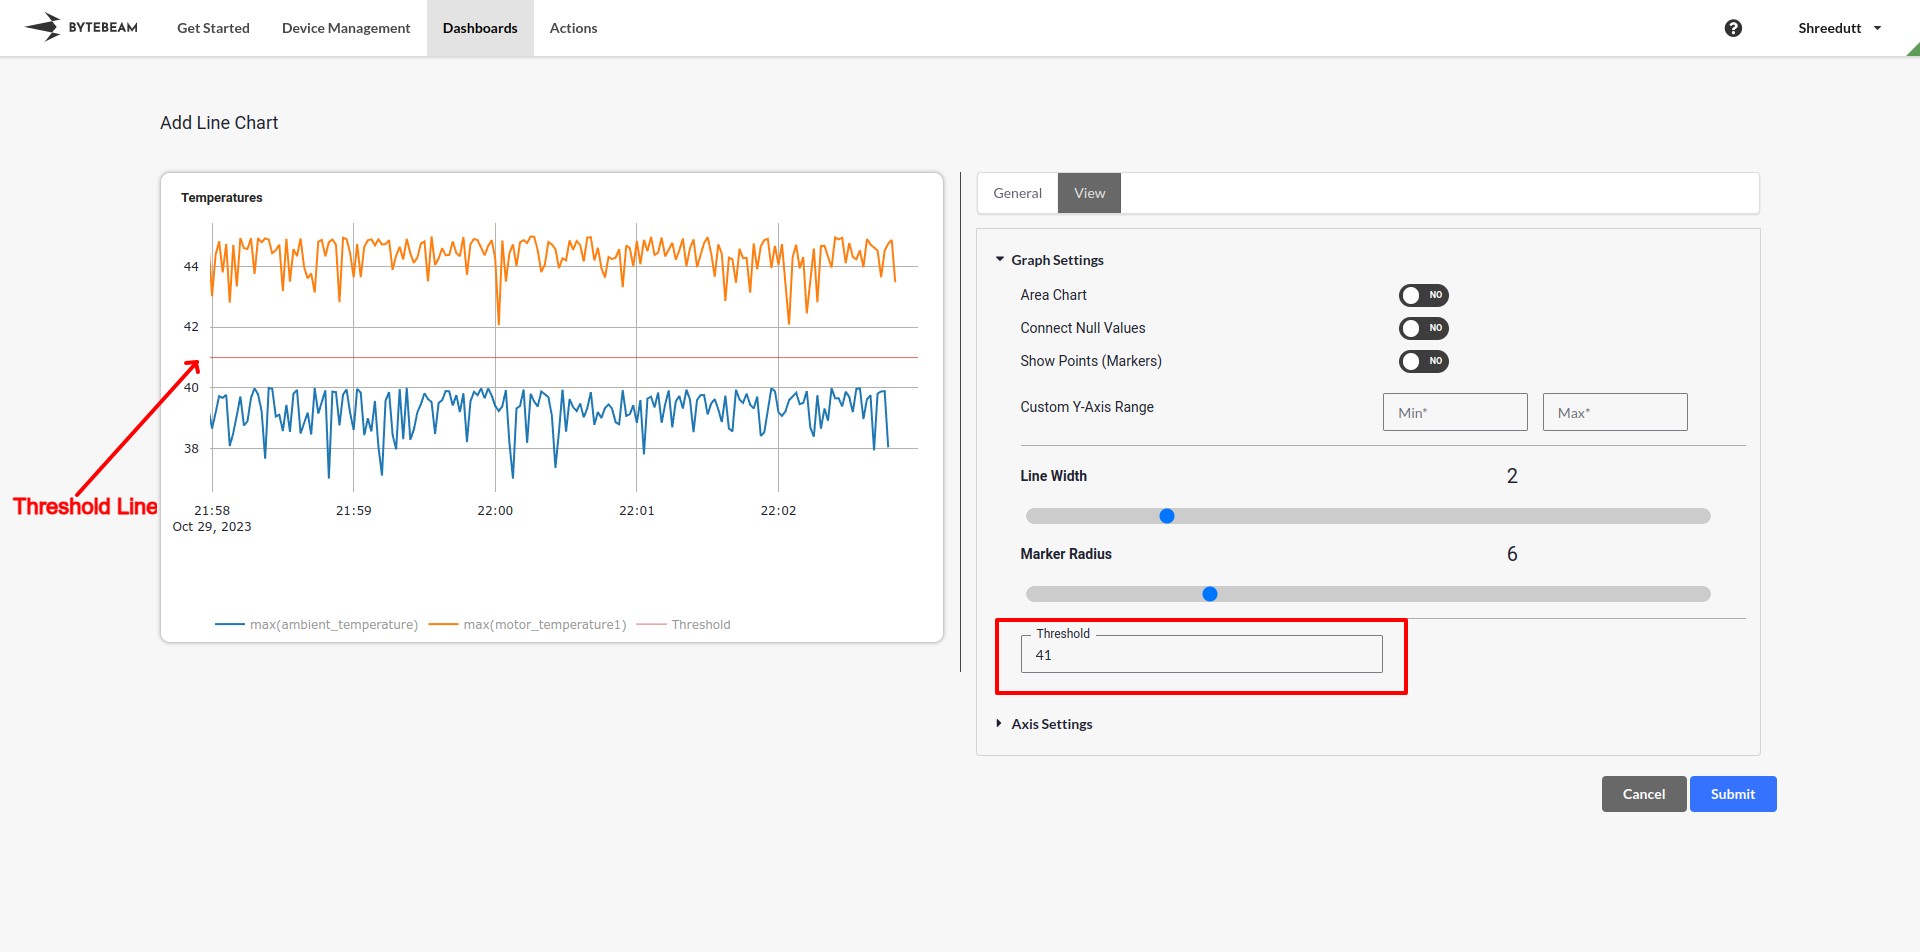 BYTEBEAM
Get Started
Device Management
Dashboards
Actions
?
Shreedutt
Add Line Chart
Temperatures
44
42
40
38
21:58
21:59
22:00
22:01
22:02
Oct 29, 2023
max(ambient_temperature)
max(motor_temperature1)
Threshold
Threshold Line
General
View
Graph Settings
Area Chart
NO
Connect Null Values
NO
Show Points (Markers)
NO
Custom Y-Axis Range
Min*
Max*
Line Width
2
Marker Radius
6
Threshold
41
Axis Settings
Cancel
Submit